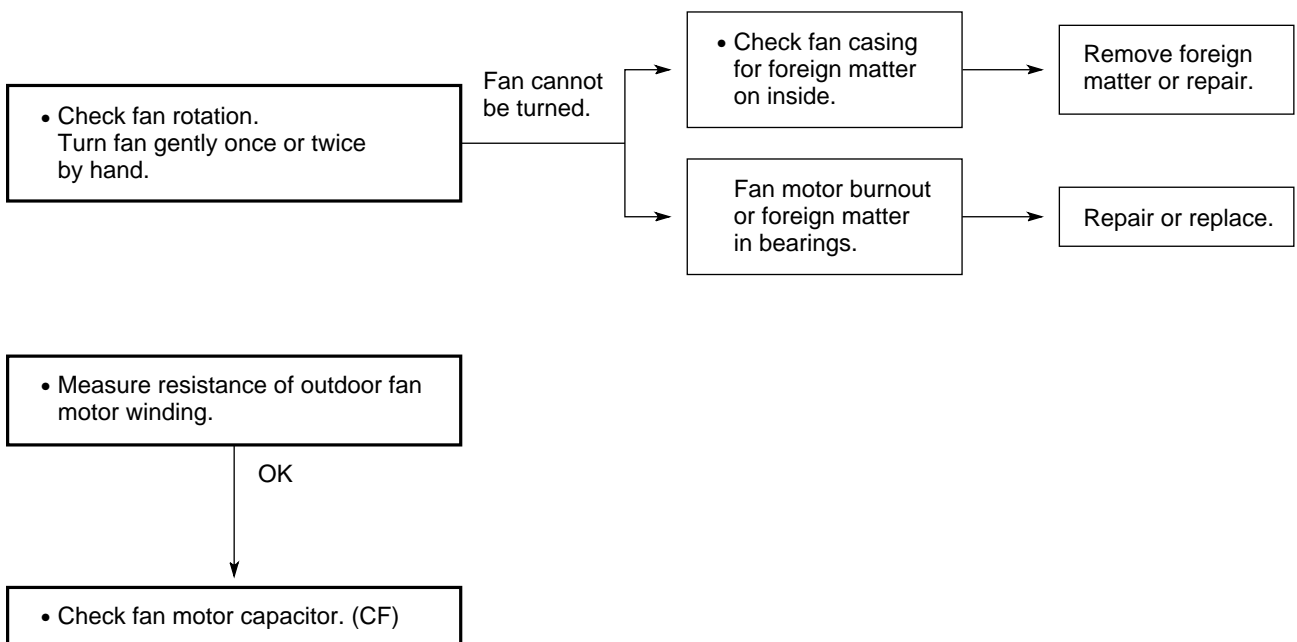 • Check fan rotation.
Turn fan gently once or twice
by hand.
Fan cannot
be turned.
• Check fan casing
for foreign matter
on inside.
Remove foreign
matter or repair.
Fan motor burnout
or foreign matter
in bearings.
Repair or replace.
• Measure resistance of outdoor fan
motor winding.
OK
• Check fan motor capacitor. (CF)